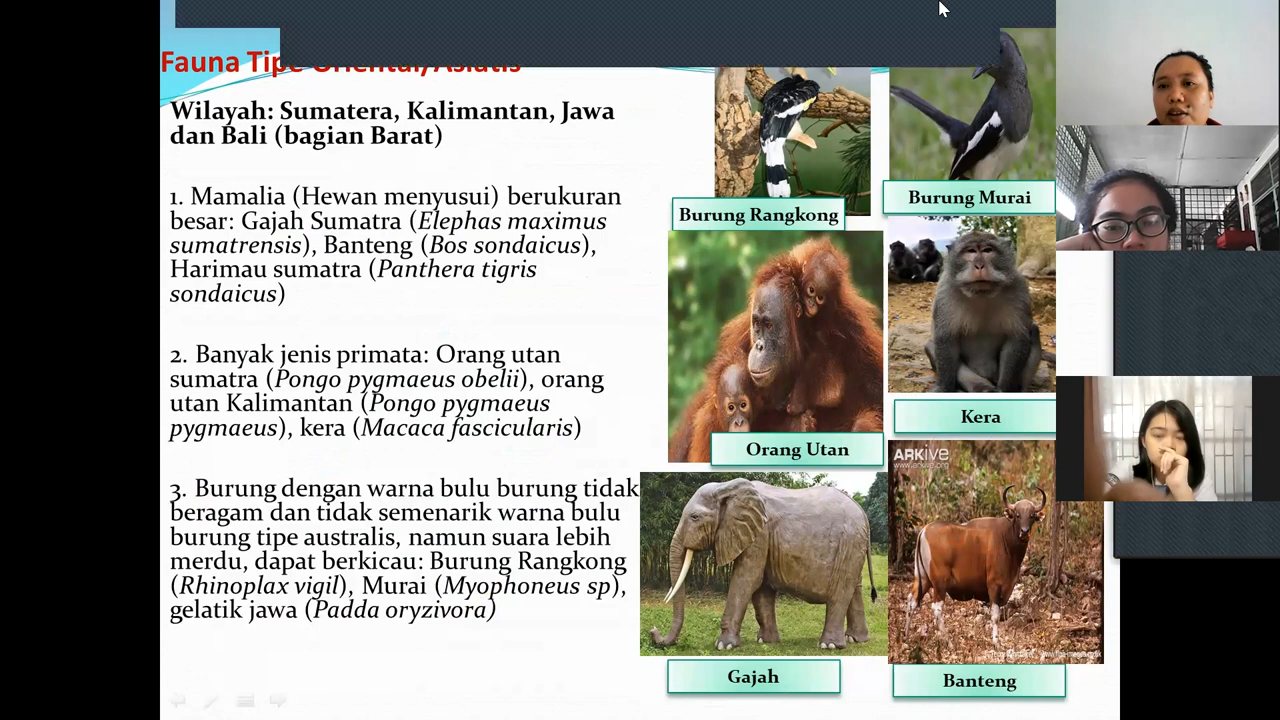 Fauna Tipe Oriental/Asiatis
Wilayah: Sumatera, Kalimantan, Jawa
dan Bali (bagian Barat)
1. Mamalia (Hewan menyusui) berukuran
besar: Gajah Sumatra (Elephas maximus
sumatrensis), Banteng (Bos sondaicus),
Harimau sumatra (Panthera tigris
sondaicus)
2. Banyak jenis primata: Orang utan
sumatra (Pongo pygmaeus obelii), orang
utan Kalimantan (Pongo pygmaeus
pygmaeus), kera (Macaca fascicularis)
3. Burung dengan warna bulu burung tidak
beragam dan tidak semenarik warna bulu
burung tipe australis, namun suara lebih
merdu, dapat berkicau: Burung Rangkong
(Rhinoplax vigil), Murai (Myophoneus sp),
gelatik jawa (Padda oryzivora)
Burung Rangkong
Burung Murai
Orang Utan
Kera
ARKive
www.arkive.org
Gajah
Banteng